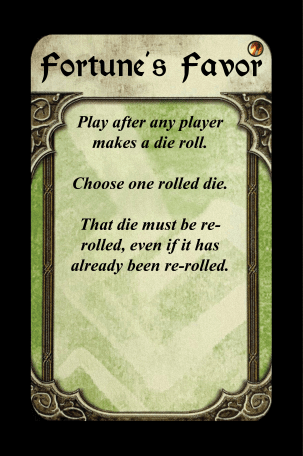 Fortune's Favor
Play after any player
makes a die roll.
Choose one rolled die.
That die must be re-
rolled, even if it has
already been re-rolled.